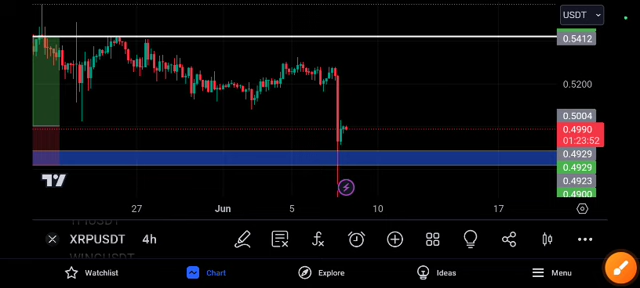 USDT
0.5412
0.5200
0.5004
0.4990
01:23:52
0.4929
0.4929
0.4923
0.4900
27
Jun
5
10
17
XRPUSDT
4h
Watchlist
Chart
Explore
Ideas
Menu